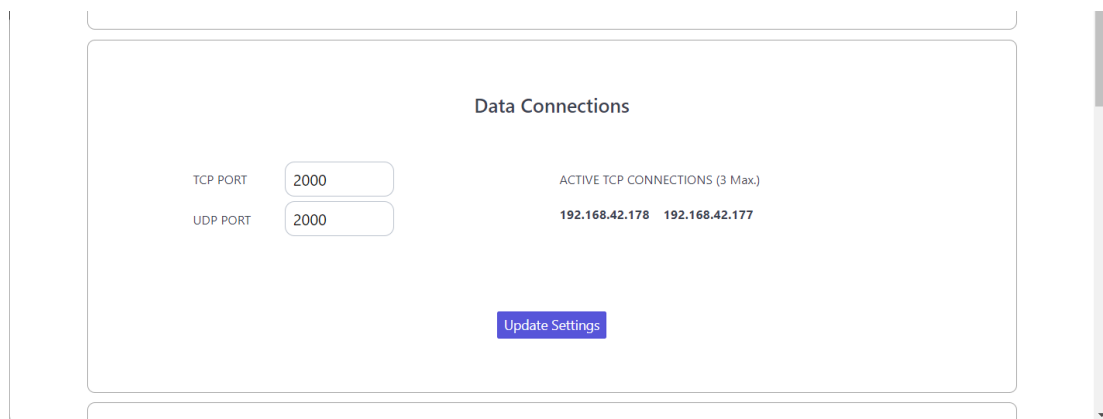 Data Connections
TCP PORT 2000
ACTIVE TCP CONNECTIONS (3 Max.)
UDP PORT 2000
192.168.42.178 192.168.42.177
Update Settings